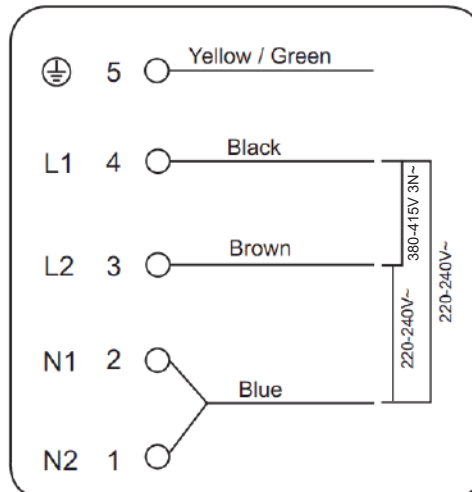 5 Yellow / Green
L1 4 Black
L2 3 Brown
N1 2
Blue
N2 1
380-415V 3N~
220-240V~
220-240V~